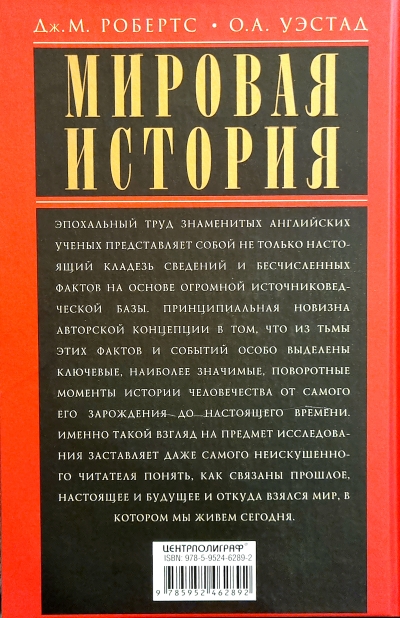 Дж. М. РОБЕРТС • О.А. УЭСТАД
МИРОВАЯ
ИСТОРИЯ
ЭПОХАЛЬНЫЙ ТРУД ЗНАМЕНИТЫХ АНГЛИЙСКИХ
УЧЕНЫХ ПРЕДСТАВЛЯЕТ СОБОЙ НЕ ТОЛЬКО НАСТО-
ЯЩИЙ КЛАДЕЗЬ СВЕДЕНИЙ И БЕСЧИСЛЕННЫХ
ФАКТОВ НА ОСНОВЕ ОГРОМНОЙ ИСТОЧНИКОВЕД-
ЧЕСКОЙ БАЗЫ. ПРИНЦИПИАЛЬНАЯ НОВИЗНА
АВТОРСКОЙ КОНЦЕПЦИИ В ТОМ, ЧТО ИЗ ТЬМЫ
ЭТИХ ФАКТОВ И СОБЫТИЙ ОСОБО ВЫДЕЛЕНЫ
КЛЮЧЕВЫЕ, НАИБОЛЕЕ ЗНАЧИМЫЕ, ПОВОРОТНЫЕ
МОМЕНТЫ ИСТОРИИ ЧЕЛОВЕЧЕСТВА ОТ САМОГО
ЕГО ЗАРОЖДЕНИЯ ДО НАСТОЯЩЕГО ВРЕМЕНИ.
ИМЕННО ТАКОЙ ВЗГЛЯД НА ПРЕДМЕТ ИССЛЕДОВА-
НИЯ ЗАСТАВЛЯЕТ ДАЖЕ САМОГО НЕИСКУШЕННО-
ГО ЧИТАТЕЛЯ ПОНЯТЬ, КАК СВЯЗАНЫ ПРОШЛОЕ,
НАСТОЯЩЕЕ И БУДУЩЕЕ И ОТКУДА ВЗЯЛСЯ МИР, В
КОТОРОМ МЫ ЖИВЕМ СЕГОДНЯ.
ЦЕНТРПОЛИГРАФ
ISBN: 978-5-9524-6289-2
9 785952 462892